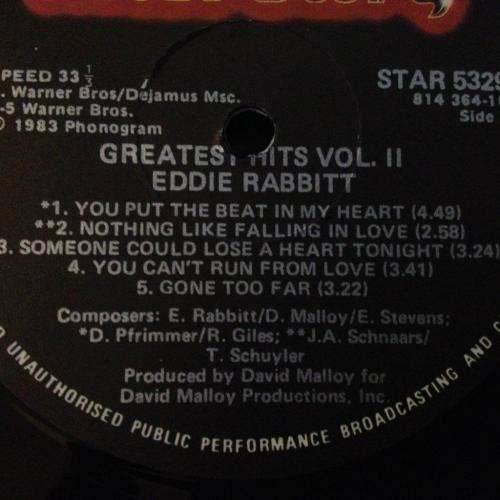 PEED 33 1/3
STAR 5329
. Warner Bros/Dejamus Msc.
814 364-1
-5 Warner Bros.
Side
© 1983 Phonogram
GREATEST HITS VOL. II
EDDIE RABBITT
*1. YOU PUT THE BEAT IN MY HEART (4.49)
**2. NOTHING LIKE FALLING IN LOVE (2.58)
3. SOMEONE COULD LOSE A HEART TONIGHT (3.24)
4. YOU CAN'T RUN FROM LOVE (3.41)
5. GONE TOO FAR (3.22)
Composers: E. Rabbitt/D. Malloy/E. Stevens;
*D. Pfrimmer/R. Giles; **J.A. Schnaars/
T. Schuyler
Produced by David Malloy for
David Malloy Productions, Inc.
UNAUTHORISED PUBLIC PERFORMANCE BROADCASTING AND